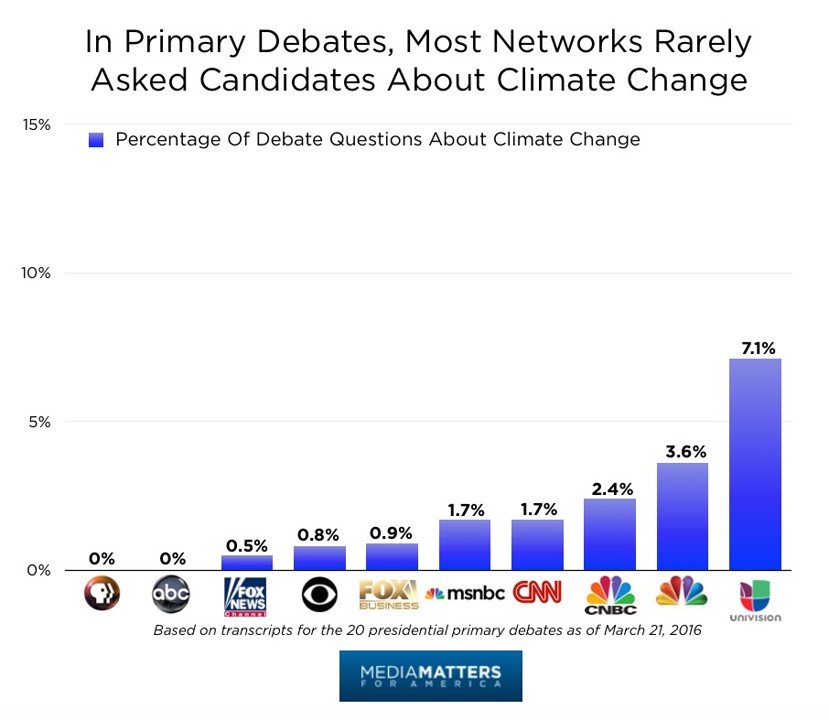 In Primary Debates, Most Networks Rarely
Asked Candidates About Climate Change
15%
Percentage Of Debate Questions About Climate Change
10%
5%
0%
0%
0%
0.5%
0.8%
0.9%
1.7%
1.7%
2.4%
3.6%
7.1%
abc
FOX
NEWS
Channel
FOX
BUSINESS
msnbc
CNN
CNBC
UNIVISION
Based on transcripts for the 20 presidential primary debates as of March 21, 2016
MEDIAMATTERS
FOR AMERICA